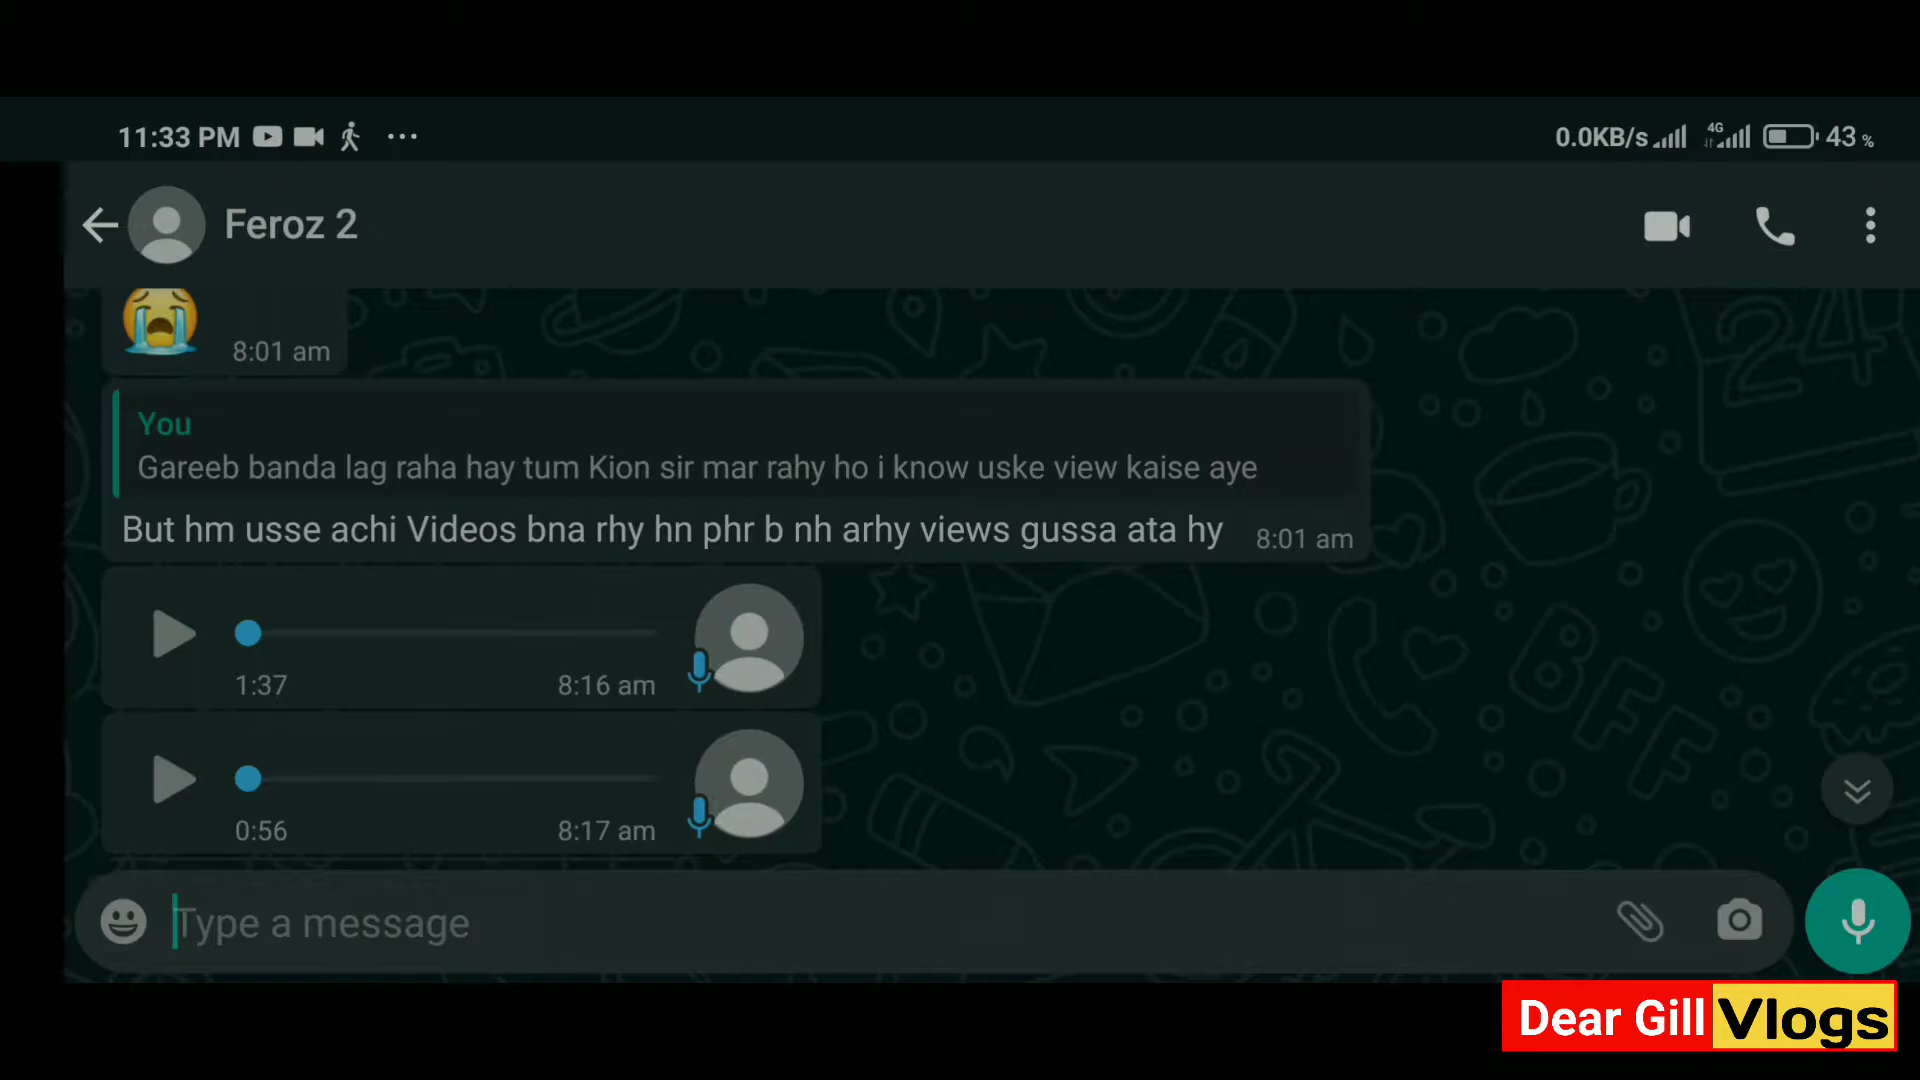 11:33 PM
0.0KB/s 4G 43 %
Feroz 2
8:01 am
You
Gareeb banda lag raha hay tum Kion sir mar rahy ho i know uske view kaise aye
But hm usse achi Videos bna rhy hn phr b nh arhy views gussa ata hy 8:01 am
1:37 8:16 am
0:56 8:17 am
Type a message
Dear Gill Vlogs
24
BFF